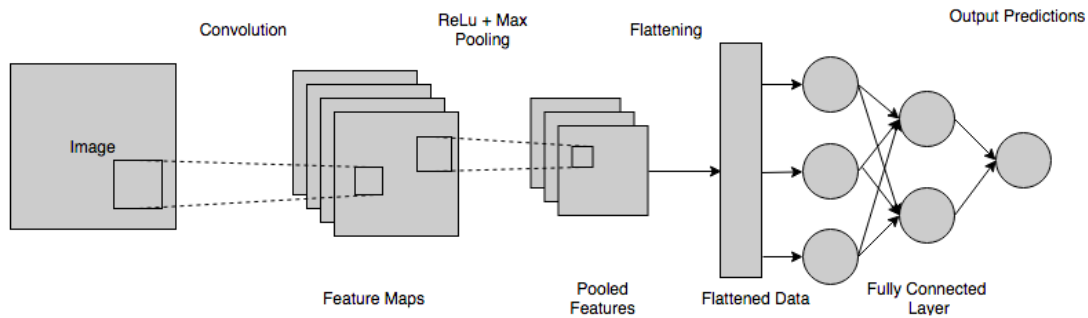 Convolution
ReLu + Max
Pooling
Flattening
Output Predictions
Image
Feature Maps
Pooled
Features
Flattened Data
Fully Connected
Layer